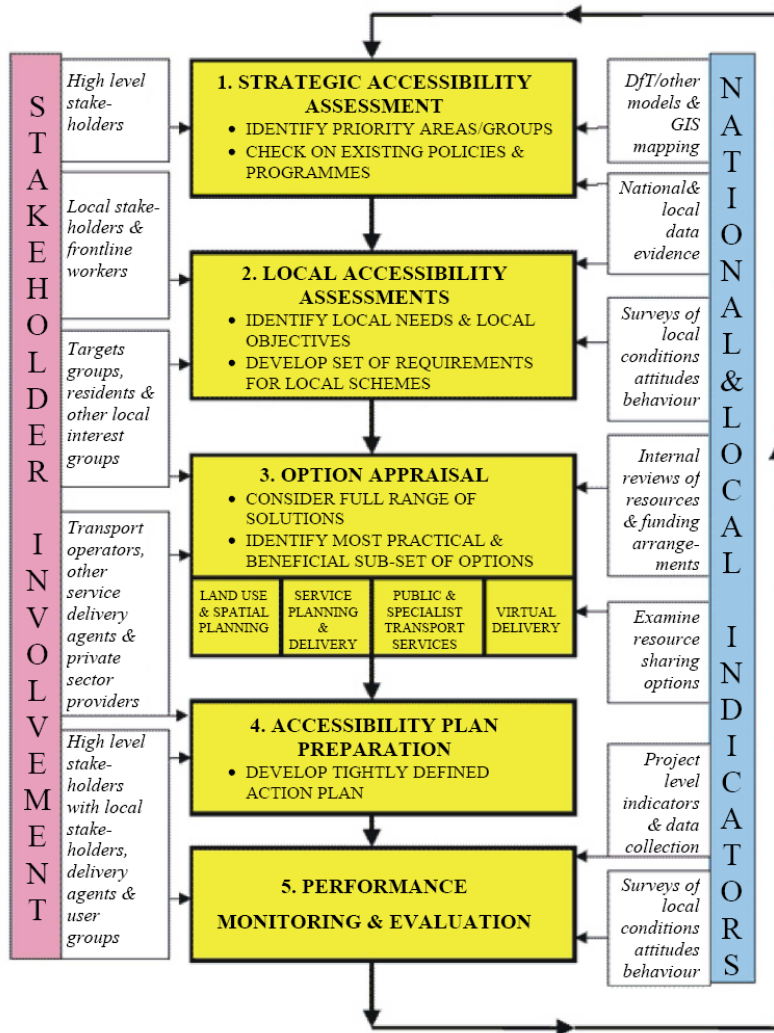 STAKEHOLDER INVOLVEMENT
High level
stake-
holders
Local stake-
holders &
frontline
workers
Targets
groups,
residents &
other local
interest
groups
Transport
operators,
other
service
delivery
agents &
private
sector
providers
High level
stake-
holders
with local
stake-
holders,
delivery
agents &
user
groups
1. STRATEGIC ACCESSIBILITY
ASSESSMENT
• IDENTIFY PRIORITY AREAS/GROUPS
• CHECK ON EXISTING POLICIES &
PROGRAMMES
2. LOCAL ACCESSIBILITY
ASSESSMENTS
• IDENTIFY LOCAL NEEDS & LOCAL
OBJECTIVES
• DEVELOP SET OF REQUIREMENTS
FOR LOCAL SCHEMES
3. OPTION APPRAISAL
• CONSIDER FULL RANGE OF
SOLUTIONS
• IDENTIFY MOST PRACTICAL &
BENEFICIAL SUB-SET OF OPTIONS
LAND USE
& SPATIAL
PLANNING
SERVICE
PLANNING
&
DELIVERY
PUBLIC &
SPECIALIST
TRANSPORT
SERVICES
VIRTUAL
DELIVERY
4. ACCESSIBILITY PLAN
PREPARATION
• DEVELOP TIGHTLY DEFINED
ACTION PLAN
5. PERFORMANCE
MONITORING & EVALUATION
DfT/other
models &
GIS
mapping
National&
local
data
evidence
Surveys of
local
conditions
attitudes
behaviour
Internal
reviews of
resources
& funding
arrange-
ments
Examine
resource
sharing
options
Project
level
indicators
& data
collection
Surveys of
local
conditions
attitudes
behaviour
NATIONAL&LOCAL INDICATORS